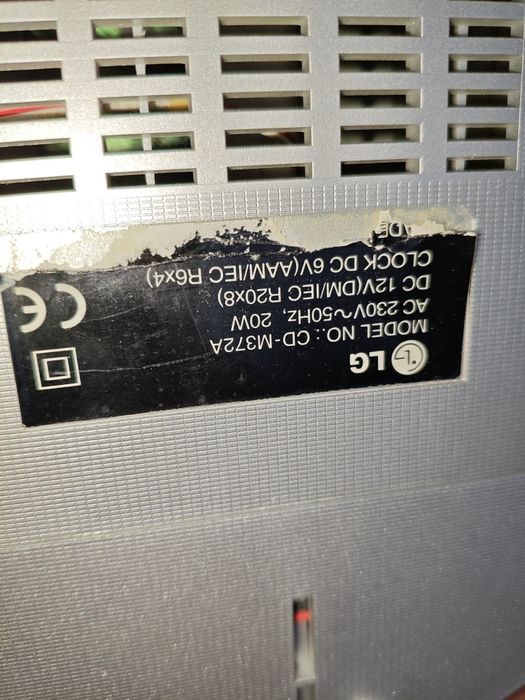 LG
MODEL NO.: CD-M372A
AC 230V~50Hz, 20W
DC 12V(DM/IEC R20x8)
CLOCK DC 6V(AAM/IEC R6x4)
CE